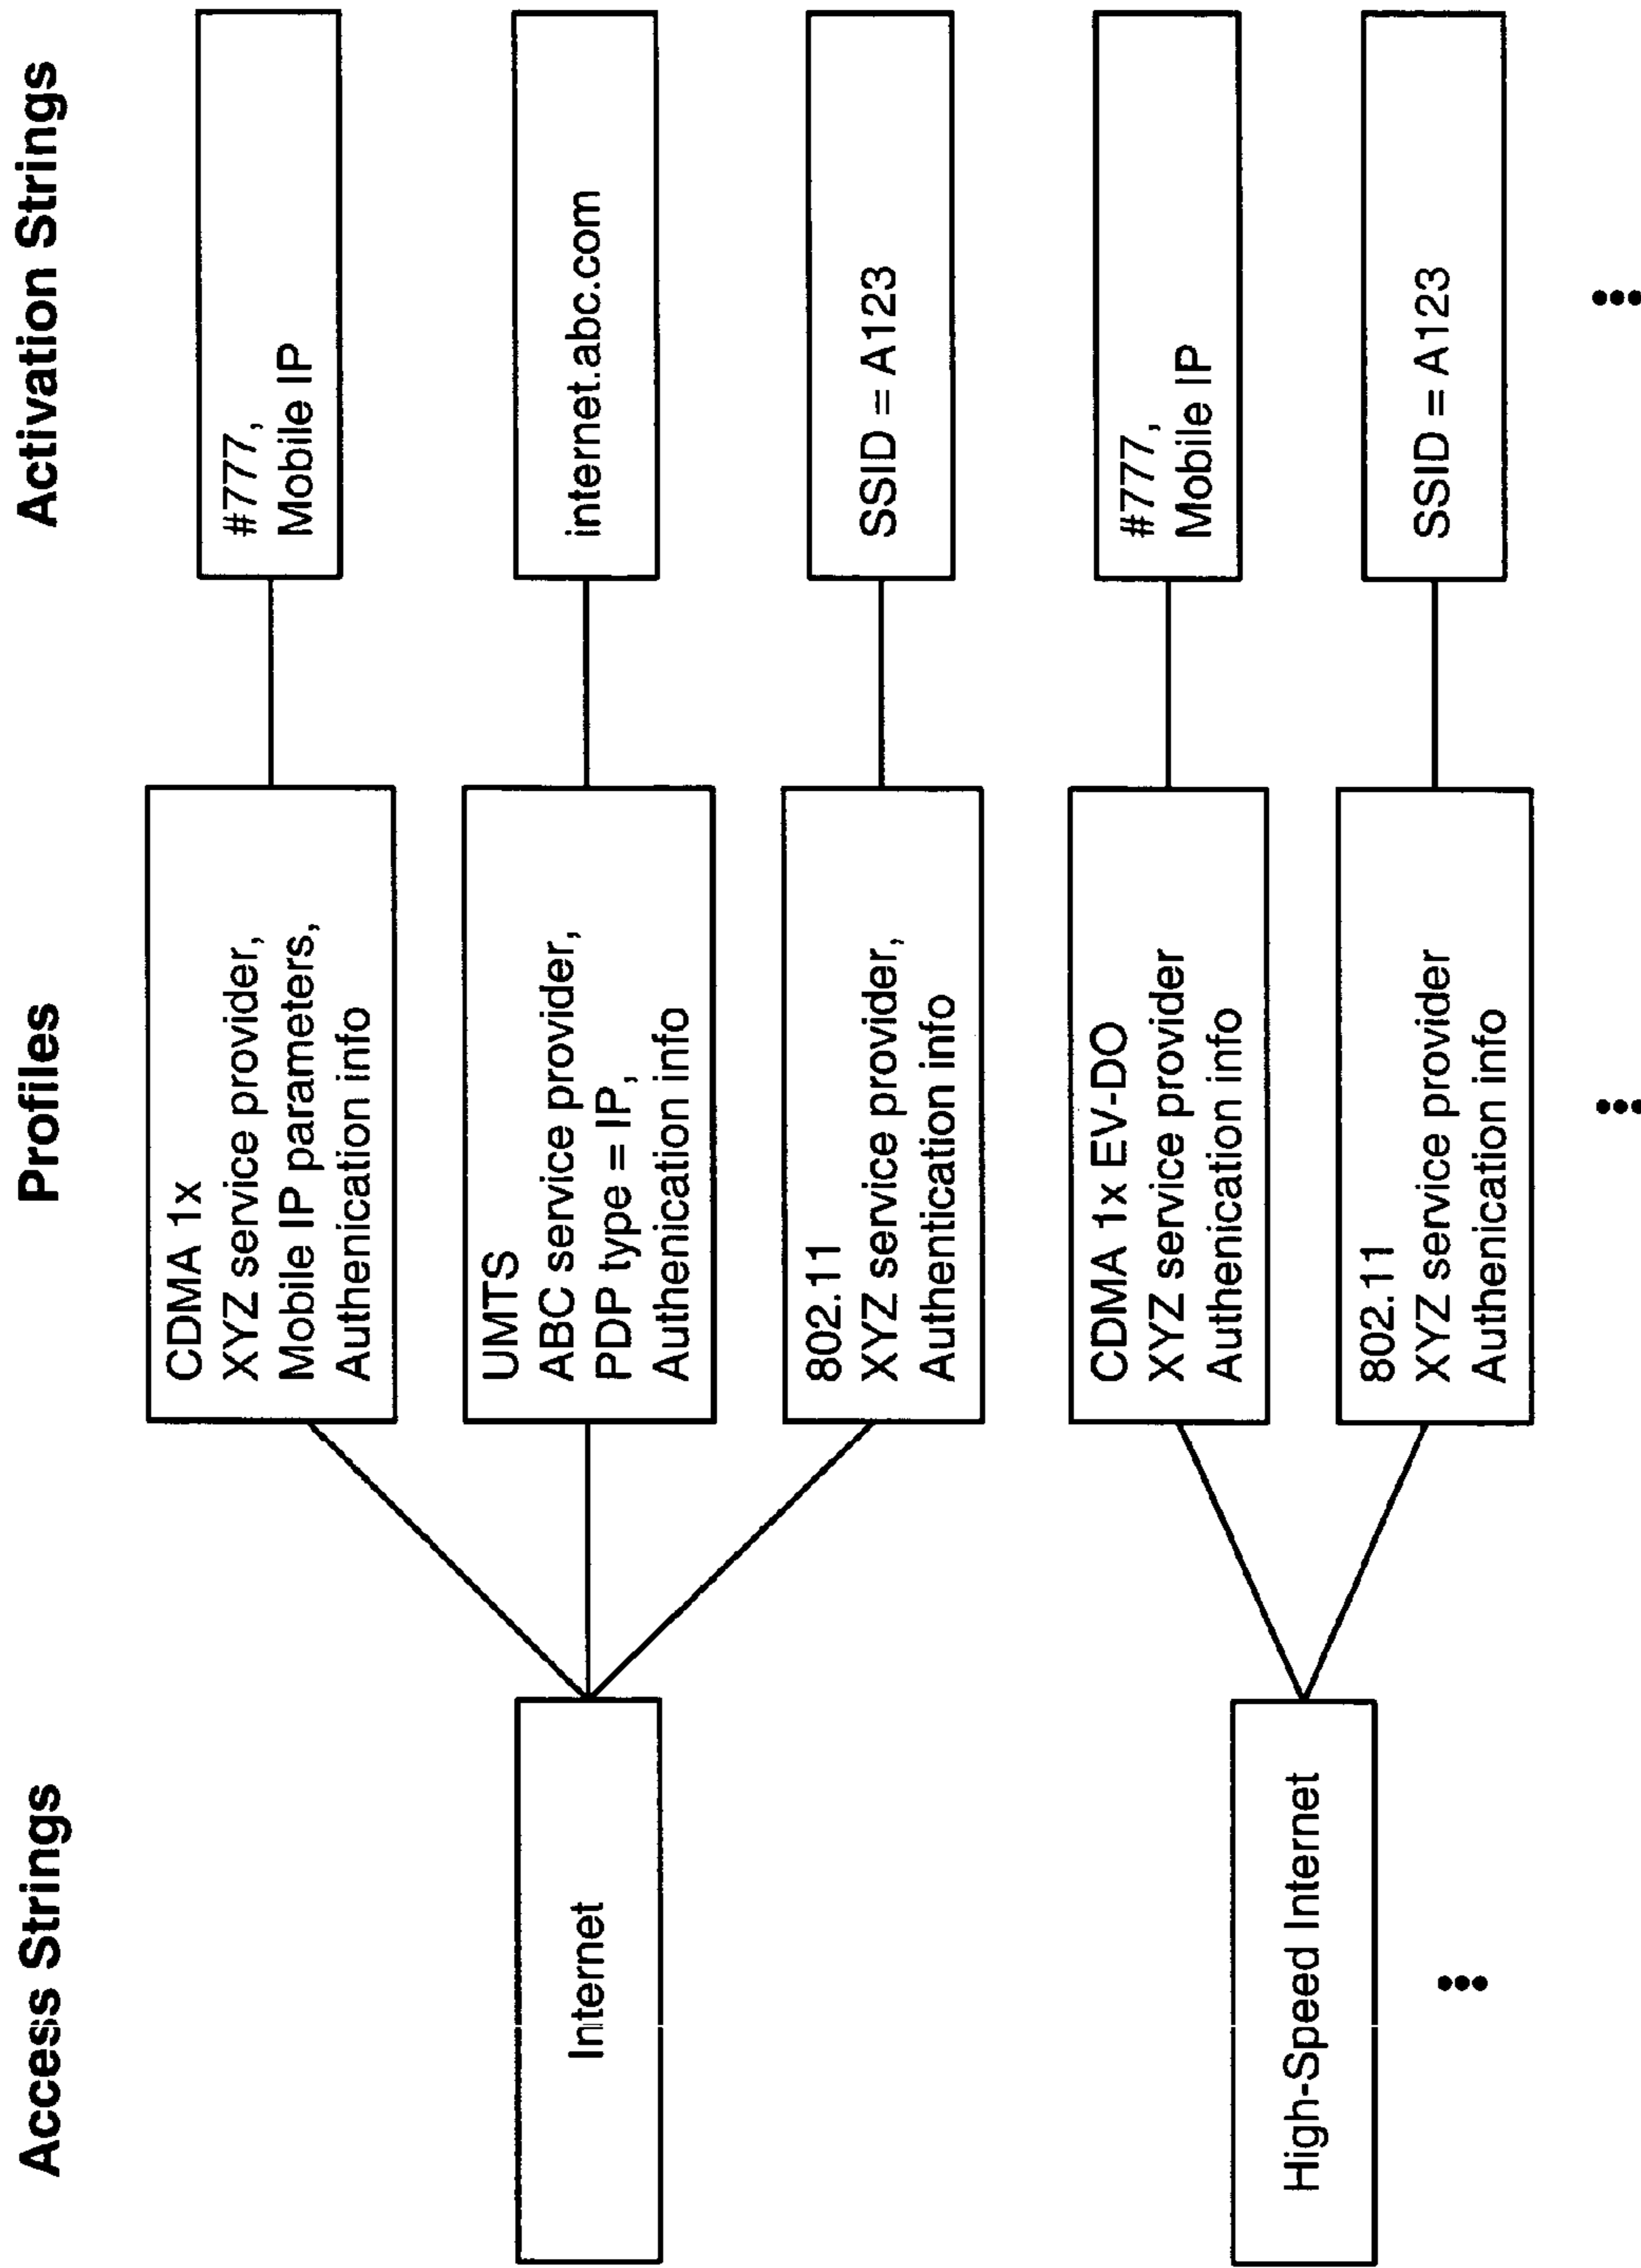 Access Strings
Profiles
Activation Strings
Internet
CDMA 1x
XYZ service provider,
Mobile IP parameters,
Authenication info
#777,
Mobile IP
UMTS
ABC service provider,
PDP type = IP,
Authenication info
internet.abc.com
802.11
XYZ service provider,
Authentication info
SSID = A123
High-Speed Internet
CDMA 1x EV-DO
XYZ service provider
Authenication info
#777,
Mobile IP
802.11
XYZ service provider
Authenication info
SSID = A123